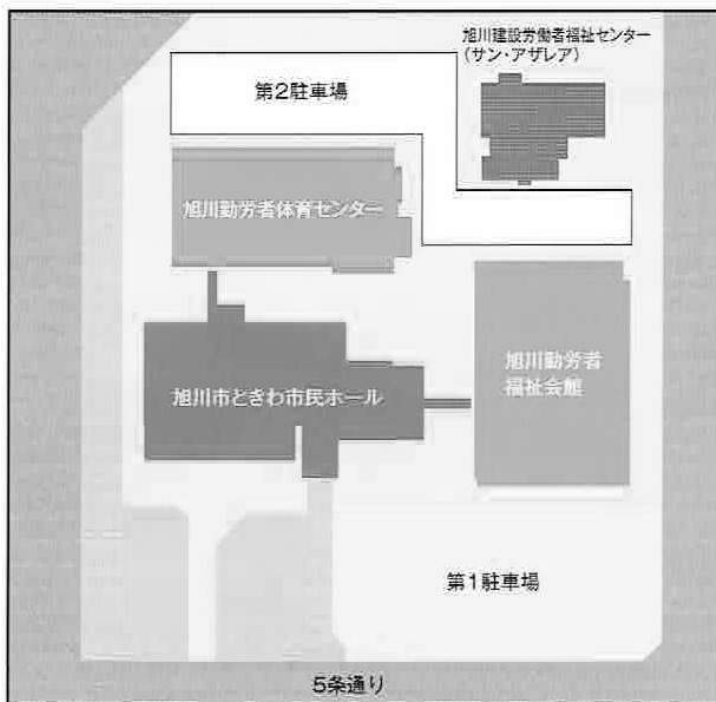 旭川建設労働者福祉センター
(サン・アザレア)
第2駐車場
旭川勤労者体育センター
旭川勤労者
福祉会館
旭川市ときわ市民ホール
第1駐車場
5条通り